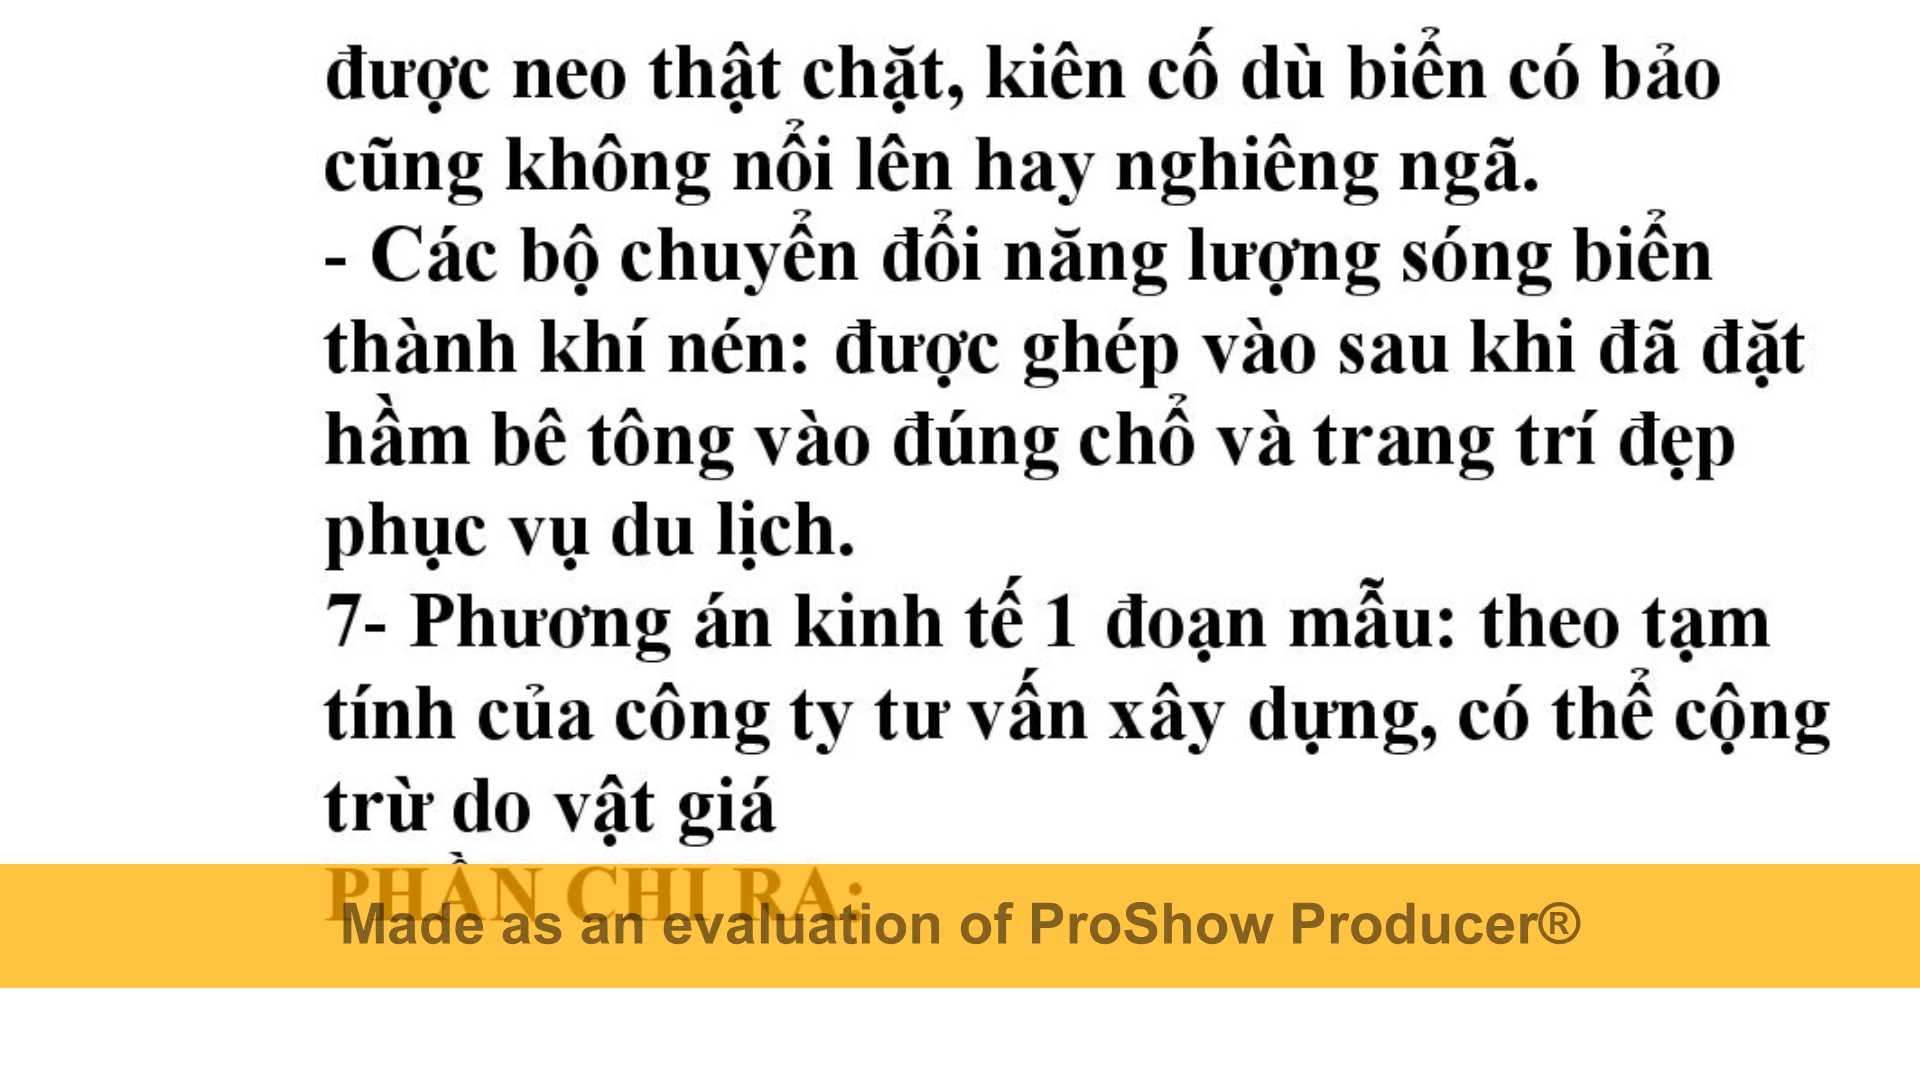 được neo thật chặt, kiên cố dù biển có bảo
cũng không nổi lên hay nghiêng ngã.
- Các bộ chuyển đổi năng lượng sóng biển
thành khí nén: được ghép vào sau khi đã đặt
hầm bê tông vào đúng chổ và trang trí đẹp
phục vụ du lịch.
7- Phương án kinh tế 1 đoạn mẫu: theo tạm
tính của công ty tư vấn xây dựng, có thể cộng
trừ do vật giá
PHẦN CHI RA:
Made as an evaluation of ProShow Producer®